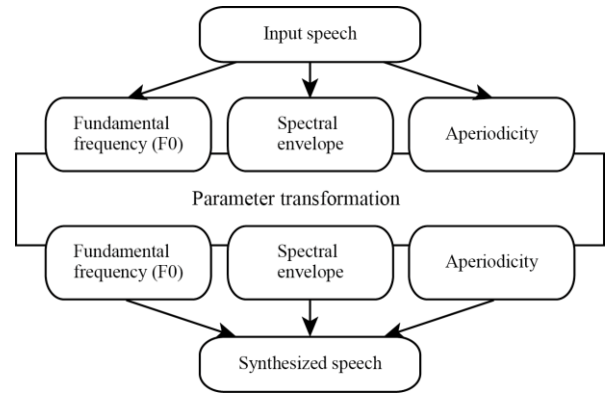 Input speech
Fundamental
frequency (F0)
Spectral
envelope
Aperiodicity
Parameter transformation
Fundamental
frequency (F0)
Spectral
envelope
Aperiodicity
Synthesized speech